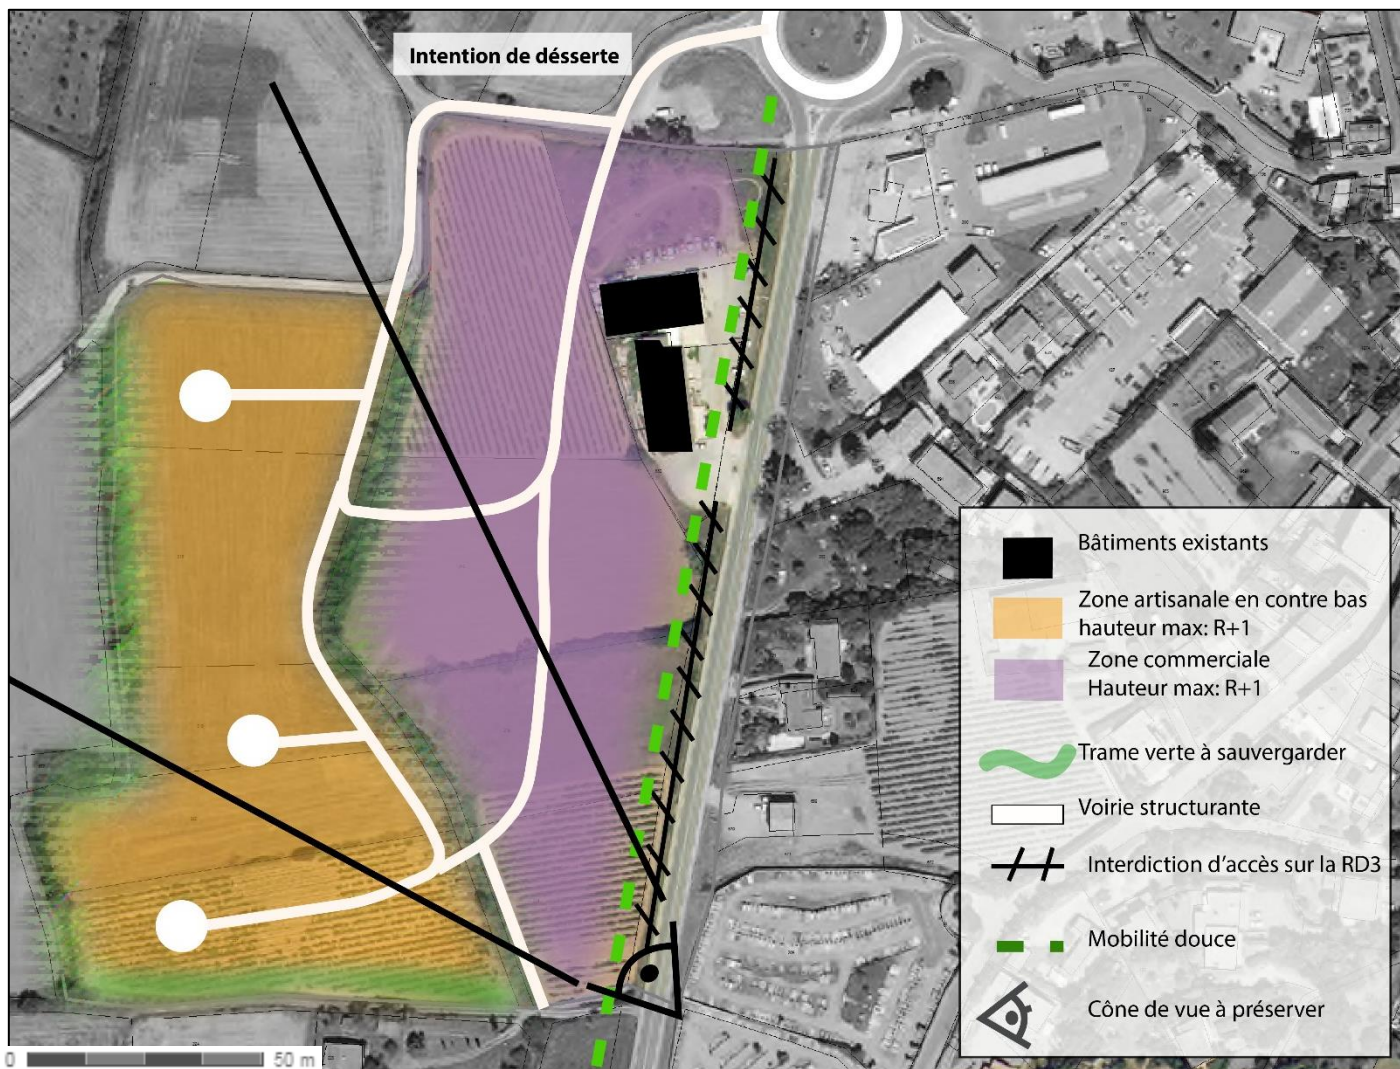 Intention de désserte
Bâtiments existants
Zone artisanale en contre bas
hauteur max: R+1
Zone commerciale
Hauteur max: R+1
Trame verte à sauvergarder
Voirie structurante
Interdiction d'accès sur la RD3
Mobilité douce
Cône de vue à préserver
0
50 m